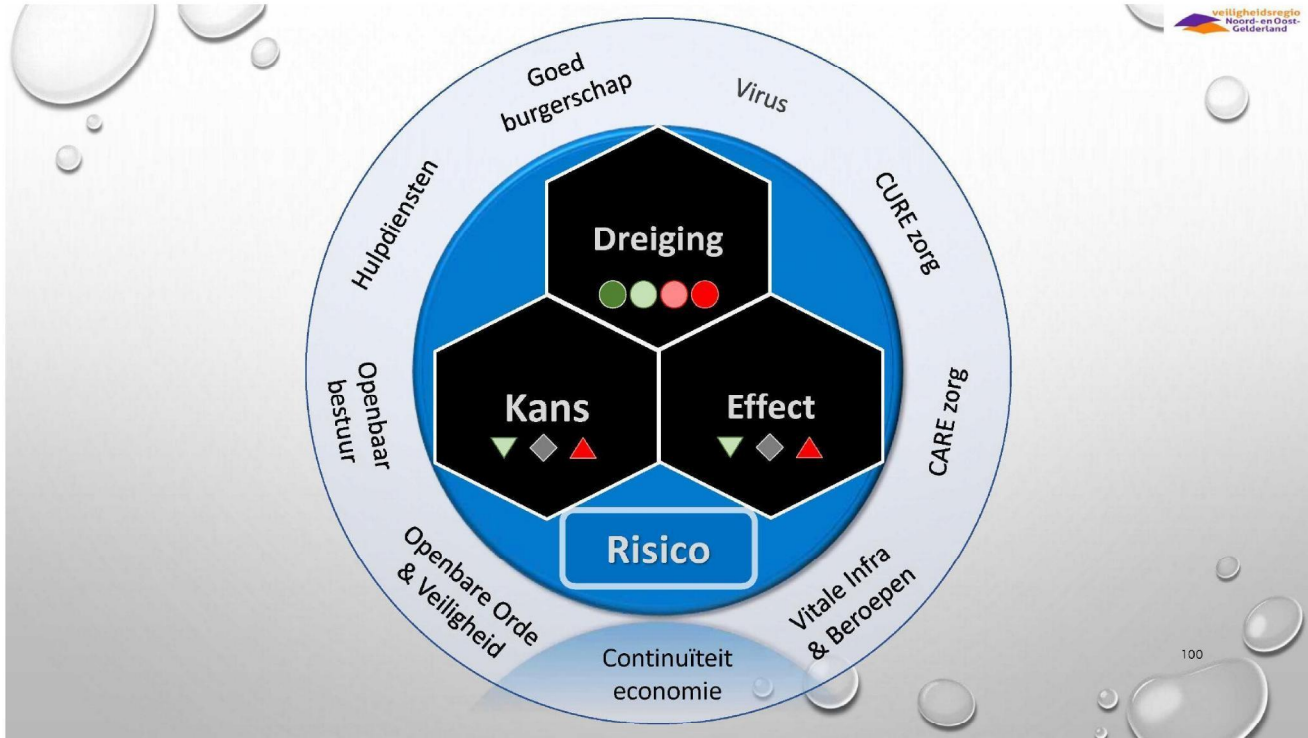 veiligheidsregio
Noord- en Oost-
Gelderland
Goed
burgerschap
Virus
CURE zorg
CARE zorg
Vitale Infra
& Beroepen
Continuïteit
economie
Openbare Orde
& Veiligheid
Openbaar
bestuur
Hulpdiensten
Dreiging
Kans
Effect
Risico
100